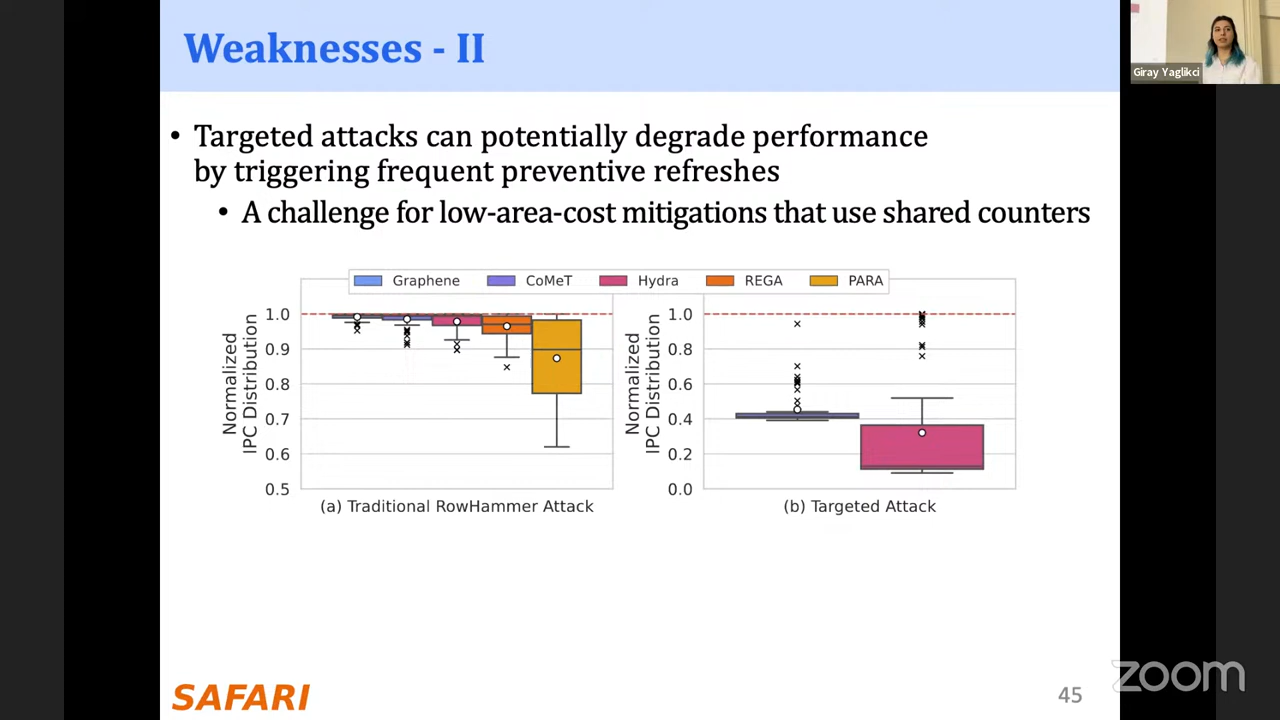 Weaknesses - II
Giray Yaglikci
• Targeted attacks can potentially degrade performance
by triggering frequent preventive refreshes
• A challenge for low-area-cost mitigations that use shared counters
Graphene CoMeT Hydra REGA PARA
Normalized
IPC Distribution
1.0
0.9
0.8
0.7
0.6
0.5
(a) Traditional RowHammer Attack
Normalized
IPC Distribution
1.0
0.8
0.6
0.4
0.2
0.0
(b) Targeted Attack
SAFARI
45
zoom